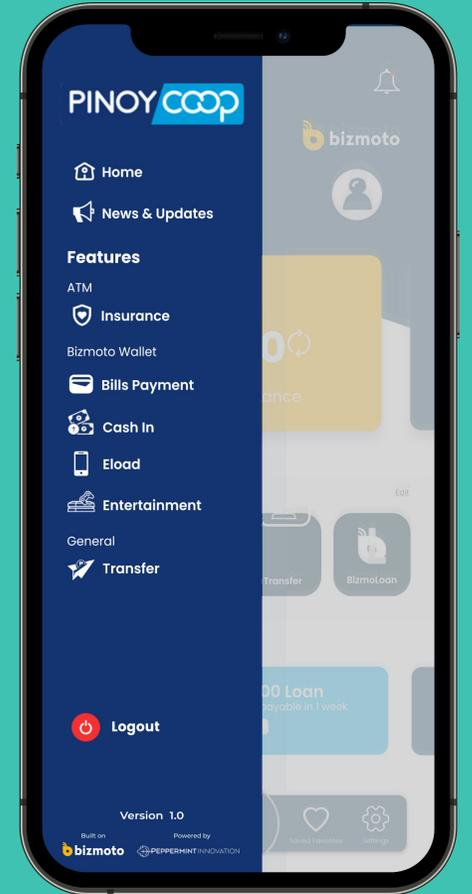 PINOY COOP
bizmoto
Home
News & Updates
Features
ATM
Insurance
Bizmoto Wallet
0
ance
Bills Payment
Cash In
Eload
Edit
Entertainment
General
Transfer
Transfer
BizmoLoan
00 Loan
payable in 1 week
Logout
Version 1.0
Saved Favorites
Settings
Built on
Powered by
bizmoto
PEPPERMINT INNOVATION